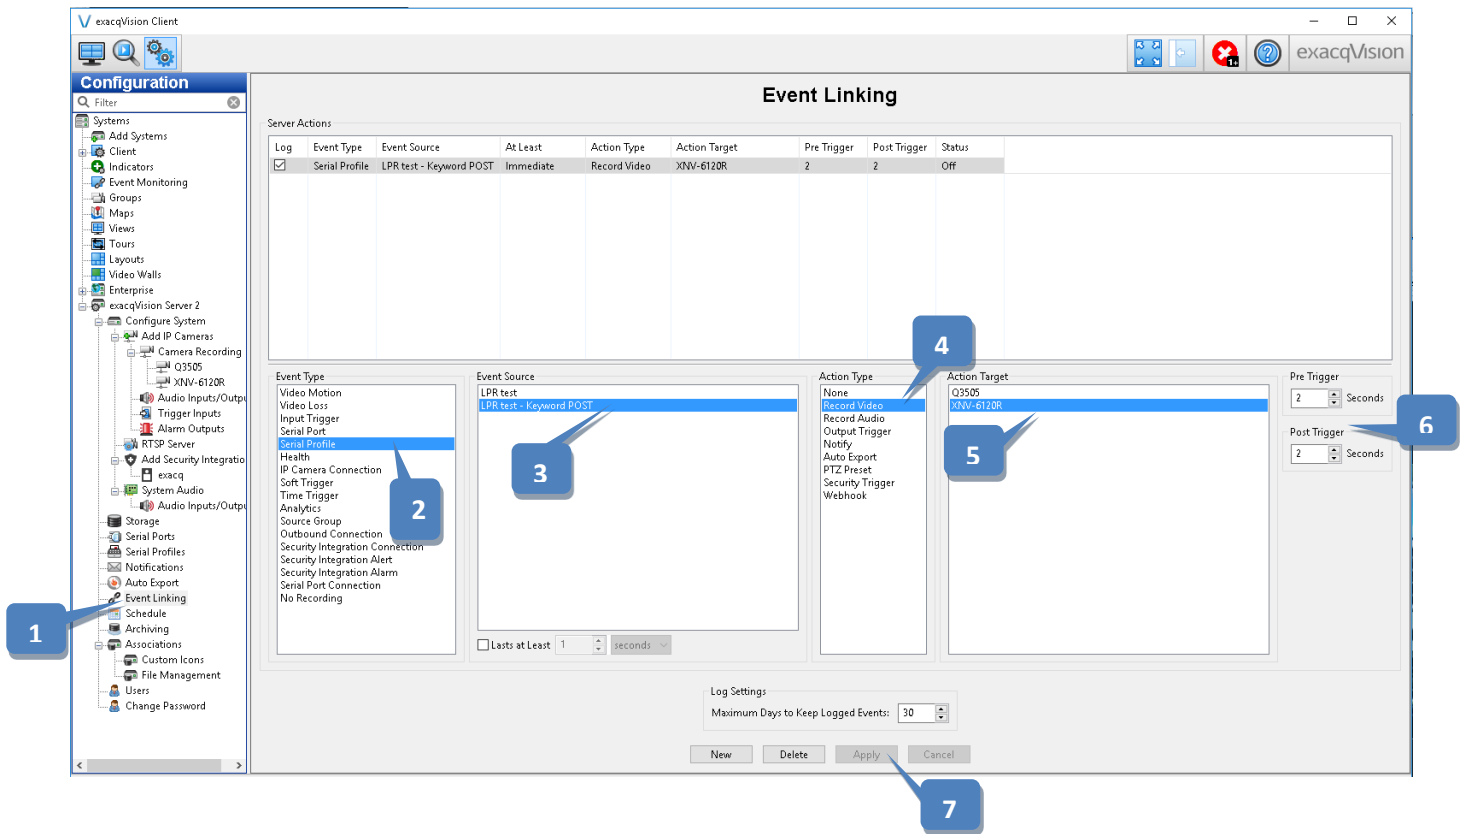 exacqVision Client
1+
exacqVision
Configuration
Filter
Systems
Add Systems
Client
Indicators
Event Monitoring
Groups
Maps
Views
Tours
Layouts
Video Walls
Enterprise
exacqVision Server 2
Configure System
Add IP Cameras
Camera Recording
Q3505
XNV-6120R
Audio Inputs/Outpu
Trigger Inputs
Alarm Outputs
RTSP Server
Add Security Integratio
exacq
System Audio
Audio Inputs/Outpu
Storage
Serial Ports
Serial Profiles
Notifications
Auto Export
Event Linking
Schedule
Archiving
Associations
Custom Icons
File Management
Users
Change Password
1
Event Linking
Server Actions
Log Event Type Event Source At Least Action Type Action Target Pre Trigger Post Trigger Status
Serial Profile LPR test - Keyword POST Immediate Record Video XNV-6120R 2 2 Off
Event Type
Video Motion
Video Loss
Input Trigger
Serial Port
Serial Profile
Health
IP Camera Connection
Soft Trigger
Time Trigger
Analytics
Source Group
Outbound Connection
Security Integration Connection
Security Integration Alert
Security Integration Alarm
Serial Port Connection
No Recording
2
Event Source
LPR test
LPR test - Keyword POST
3
Lasts at Least 1 seconds
Action Type
None
Record Video
Record Audio
Output Trigger
Notify
Auto Export
PTZ Preset
Security Trigger
Webhook
4
Action Target
Q3505
XNV-6120R
5
Pre Trigger
2 Seconds
Post Trigger
2 Seconds
6
Log Settings
Maximum Days to Keep Logged Events: 30
New Delete Apply Cancel
7